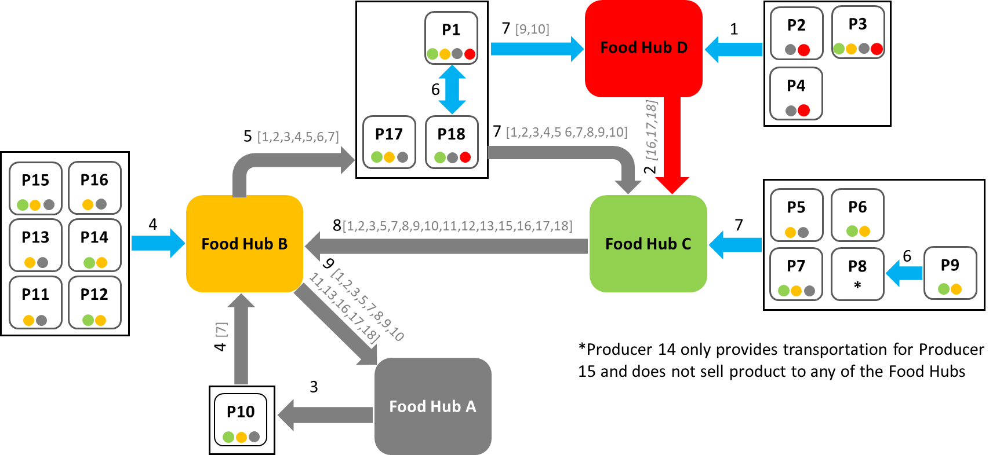 P1
7 [9,10]
Food Hub D
1
P2
P3
P4
6
P17
P18
5 [1,2,3,4,5,6,7]
7 [1,2,3,4,5 6,7,8,9,10]
2 [16,17,18]
P15
P16
P13
P14
P11
P12
4
Food Hub B
8[1,2,3,5,7,8,9,10,11,12,13,15,16,17,18]
Food Hub C
7
P5
P6
P7
P8
*
6
P9
9 [1,2,3,5,7,8,9,10
11,13,16,17,18]
4 [7]
*Producer 14 only provides transportation for Producer
15 and does not sell product to any of the Food Hubs
P10
3
Food Hub A